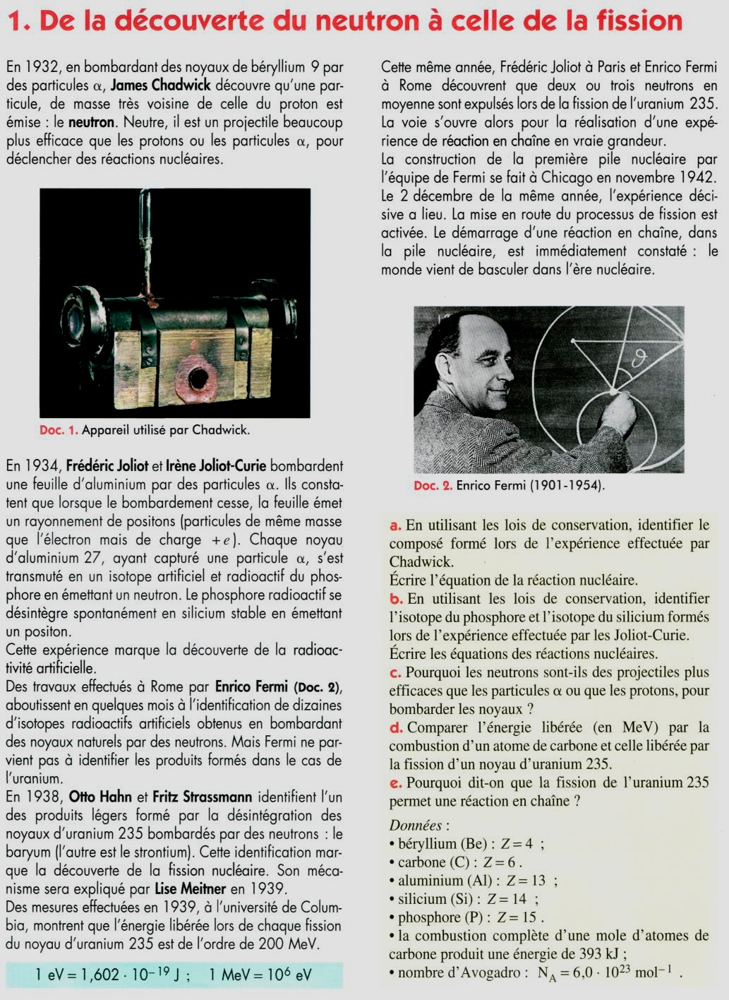 1. De la découverte du neutron à celle de la fission
En 1932, en bombardant des noyaux de béryllium 9 par
des particules α, James Chadwick découvre qu'une par-
ticule, de masse très voisine de celle du proton est
émise : le neutron. Neutre, il est un projectile beaucoup
plus efficace que les protons ou les particules α, pour
déclencher des réactions nucléaires.
Doc. 1. Appareil utilisé par Chadwick.
En 1934, Frédéric Joliot et Irène Joliot-Curie bombardent
une feuille d'aluminium par des particules α. Ils consta-
tent que lorsque le bombardement cesse, la feuille émet
un rayonnement de positons (particules de même masse
que l'électron mais de charge +e). Chaque noyau
d'aluminium 27, ayant capturé une particule α, s'est
transmuté en un isotope artificiel et radioactif du phos-
phore en émettant un neutron. Le phosphore radioactif se
désintègre spontanément en silicium stable en émettant
un positon.
Cette expérience marque la découverte de la radioac-
tivité artificielle.
Des travaux effectués à Rome par Enrico Fermi (Doc. 2),
aboutissent en quelques mois à l'identification de dizaines
d'isotopes radioactifs artificiels obtenus en bombardant
des noyaux naturels par des neutrons. Mais Fermi ne par-
vient pas à identifier les produits formés dans le cas de
l'uranium.
En 1938, Otto Hahn et Fritz Strassmann identifient l'un
des produits légers formé par la désintégration des
noyaux d'uranium 235 bombardés par des neutrons : le
baryum (l'autre est le strontium). Cette identification mar-
que la découverte de la fission nucléaire. Son méca-
nisme sera expliqué par Lise Meitner en 1939.
Des mesures effectuées en 1939, à l'université de Colum-
bia, montrent que l'énergie libérée lors de chaque fission
du noyau d'uranium 235 est de l'ordre de 200 MeV.
1 eV = 1,602 · 10⁻¹⁹ J ; 1 MeV = 10⁶ eV
Cette même année, Frédéric Joliot à Paris et Enrico Fermi
à Rome découvrent que deux ou trois neutrons en
moyenne sont expulsés lors de la fission de l'uranium 235.
La voie s'ouvre alors pour la réalisation d'une expé-
rience de réaction en chaîne en vraie grandeur.
La construction de la première pile nucléaire par
l'équipe de Fermi se fait à Chicago en novembre 1942.
Le 2 décembre de la même année, l'expérience déci-
sive a lieu. La mise en route du processus de fission est
activée. Le démarrage d'une réaction en chaîne, dans
la pile nucléaire, est immédiatement constaté : le
monde vient de basculer dans l'ère nucléaire.
ϑ
Doc. 2. Enrico Fermi (1901-1954).
a. En utilisant les lois de conservation, identifier le
composé formé lors de l'expérience effectuée par
Chadwick.
Écrire l'équation de la réaction nucléaire.
b. En utilisant les lois de conservation, identifier
l'isotope du phosphore et l'isotope du silicium formés
lors de l'expérience effectuée par les Joliot-Curie.
Écrire les équations des réactions nucléaires.
c. Pourquoi les neutrons sont-ils des projectiles plus
efficaces que les particules α ou que les protons, pour
bombarder les noyaux ?
d. Comparer l'énergie libérée (en MeV) par la
combustion d'un atome de carbone et celle libérée par
la fission d'un noyau d'uranium 235.
e. Pourquoi dit-on que la fission de l'uranium 235
permet une réaction en chaîne ?
Données :
• béryllium (Be) : Z = 4 ;
• carbone (C) : Z = 6 .
• aluminium (Al) : Z = 13 ;
• silicium (Si) : Z = 14 ;
• phosphore (P) : Z = 15 .
• la combustion complète d'une mole d'atomes de
carbone produit une énergie de 393 kJ ;
• nombre d'Avogadro : N_A = 6,0 · 10²³ mol⁻¹ .